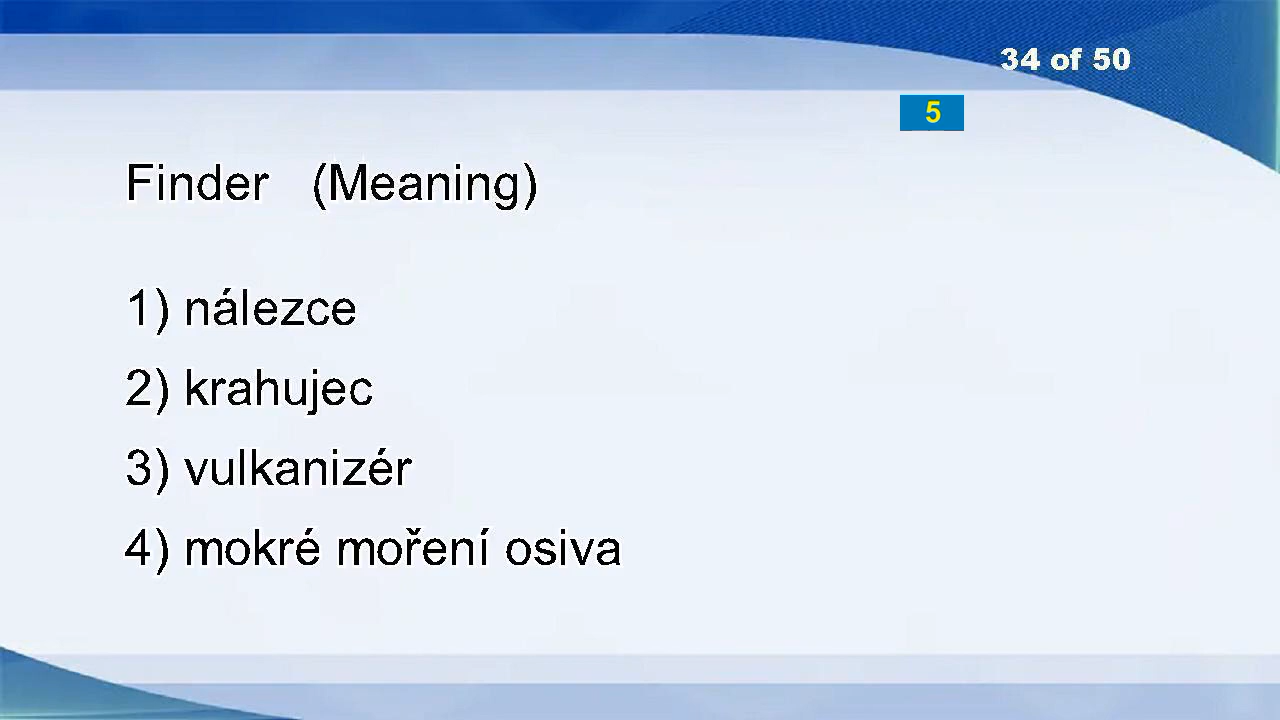 34 of 50
5
Finder (Meaning)
1) nálezce
2) krahujec
3) vulkanizér
4) mokré moření osiva